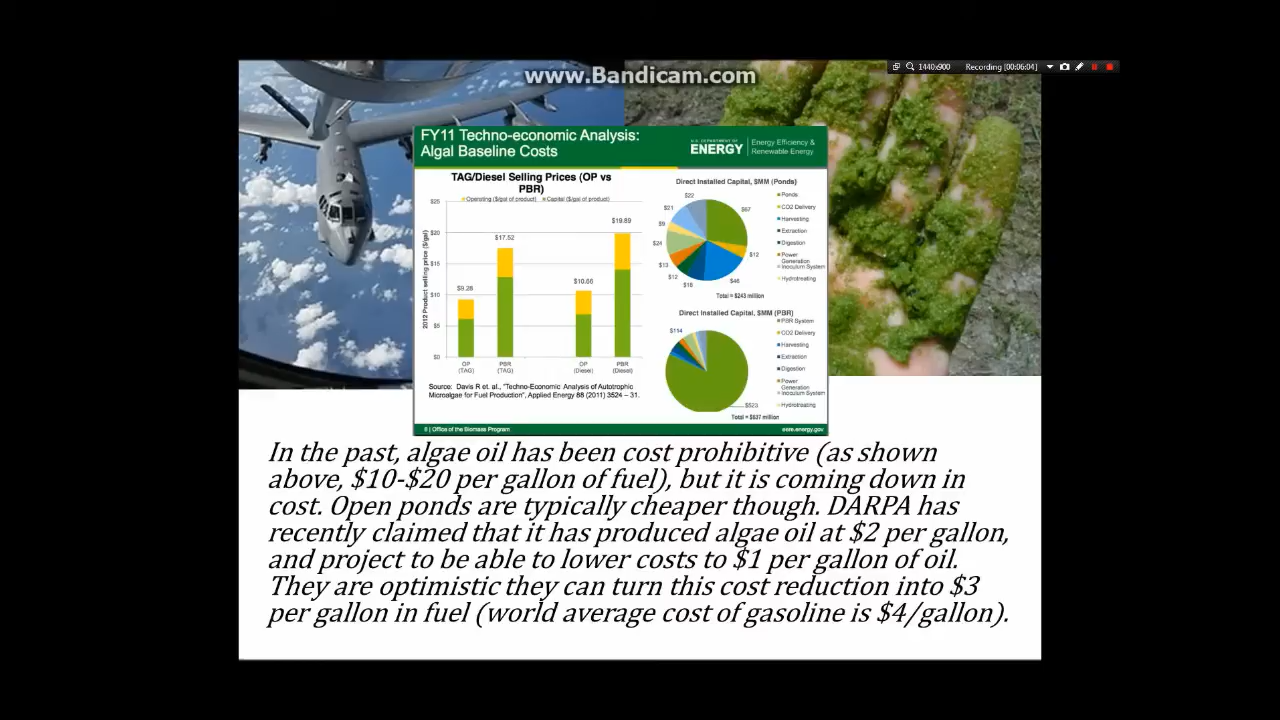 www.Bandicam.com
1440x900 Recording [00:06:04]
FY11 Techno-economic Analysis:
Algal Baseline Costs
U.S. DEPARTMENT OF
ENERGY
Energy Efficiency &
Renewable Energy
TAG/Diesel Selling Prices (OP vs
PBR)
Operating ($/gal of product) Capital ($/gal of product)
2012 Product selling price ($/gal)
$25
$20
$15
$10
$5
$0
$9.28
$17.52
$10.66
$19.89
OP
(TAG)
PBR
(TAG)
OP
(Diesel)
PBR
(Diesel)
Source: Davis R et. al., "Techno-Economic Analysis of Autotrophic
Microalgae for Fuel Production", Applied Energy 88 (2011) 3524 – 31.
Direct Installed Capital, $MM (Ponds)
$22
$21
$9
$24
$13
$12
$18
$46
$12
$67
Ponds
CO2 Delivery
Harvesting
Extraction
Digestion
Power
Generation
Inoculum System
Hydrotreating
Total = $243 million
Direct Installed Capital, $MM (PBR)
$114
$523
PBR System
CO2 Delivery
Harvesting
Extraction
Digestion
Power
Generation
Inoculum System
Hydrotreating
Total = $637 million
| Office of the Biomass Program
eere.energy.gov
In the past, algae oil has been cost prohibitive (as shown
above, $10-$20 per gallon of fuel), but it is coming down in
cost. Open ponds are typically cheaper though. DARPA has
recently claimed that it has produced algae oil at $2 per gallon,
and project to be able to lower costs to $1 per gallon of oil.
They are optimistic they can turn this cost reduction into $3
per gallon in fuel (world average cost of gasoline is $4/gallon).